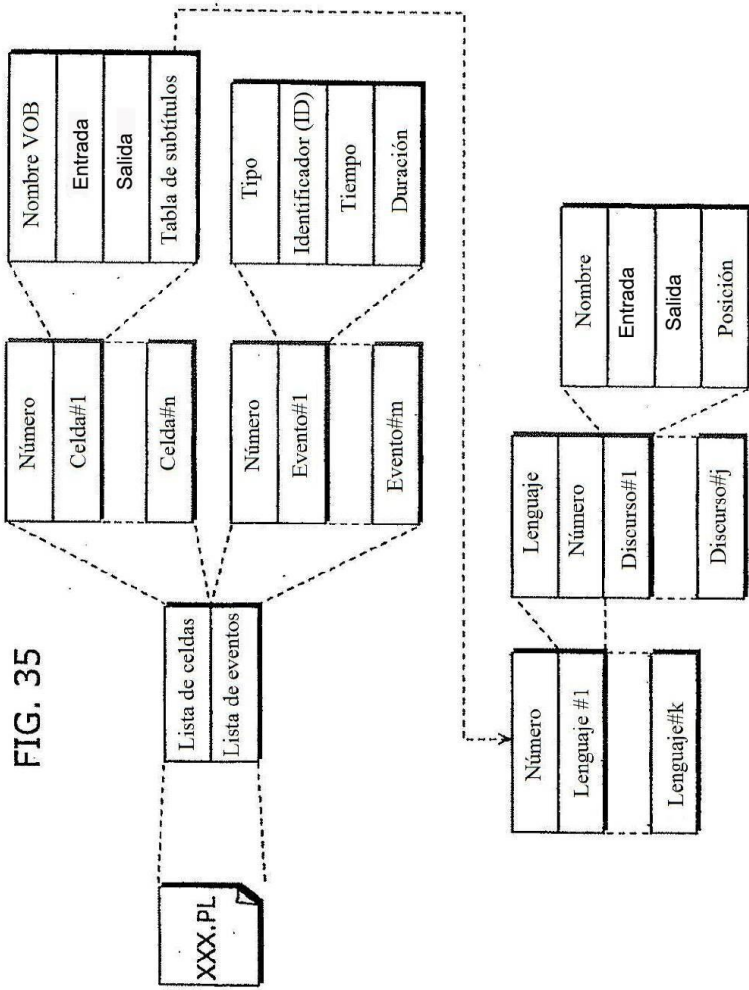 FIG. 35
XXX.PL
Lista de celdas
Lista de eventos
Número
Celda#1
Celda#n
Nombre VOB
Entrada
Salida
Tabla de subtítulos
Número
Evento#1
Evento#m
Tipo
Identificador (ID)
Tiempo
Duración
Número
Lenguaje #1
Lenguaje#k
Lenguaje
Número
Discurso#1
Discurso#j
Nombre
Entrada
Salida
Posición